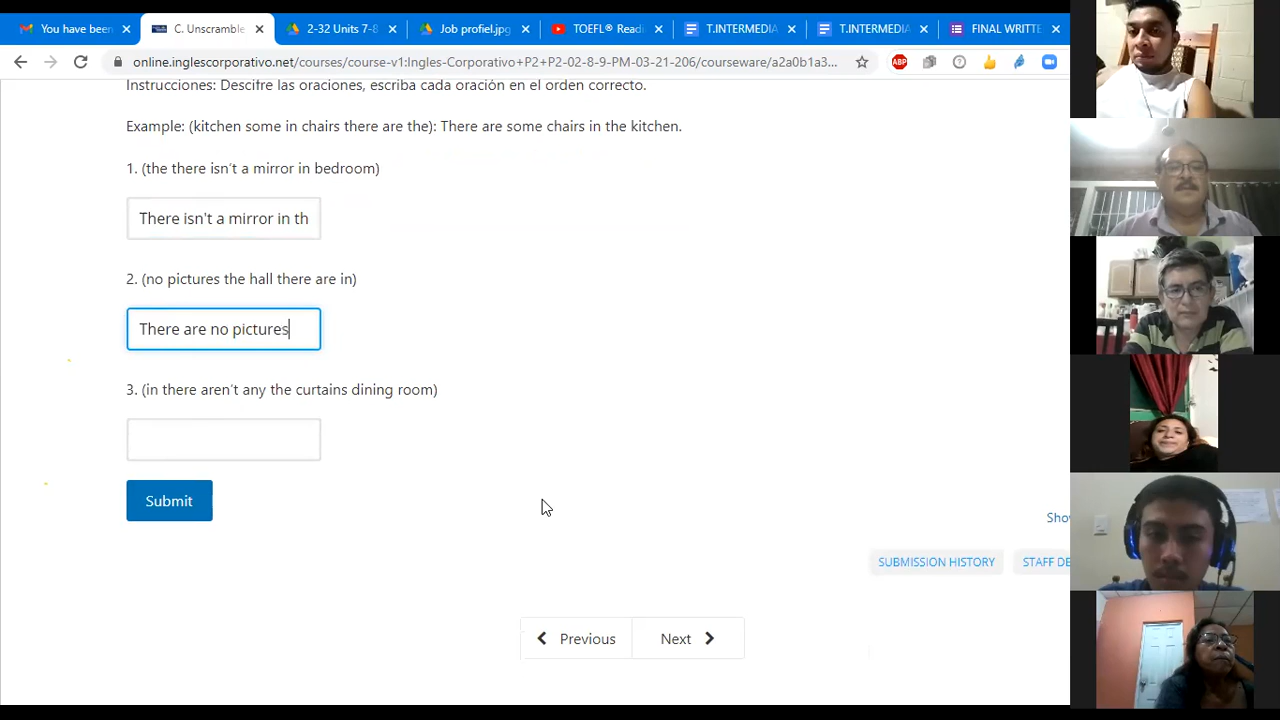 You have been
C. Unscramble
2-32 Units 7-8
Job profiel.jpg
TOEFL® Readi
T.INTERMEDIA
T.INTERMEDIA
FINAL WRITTE
online.inglescorporativo.net/courses/course-v1:Ingles-Corporativo+P2+P2-02-8-9-PM-03-21-206/courseware/a2a0b1a3...
ABP
Instrucciones: Descifre las oraciones, escriba cada oración en el orden correcto.
Example: (kitchen some in chairs there are the): There are some chairs in the kitchen.
1. (the there isn't a mirror in bedroom)
There isn't a mirror in th
2. (no pictures the hall there are in)
There are no pictures
3. (in there aren't any the curtains dining room)
Submit
Sho
SUBMISSION HISTORY
STAFF DE
Previous
Next